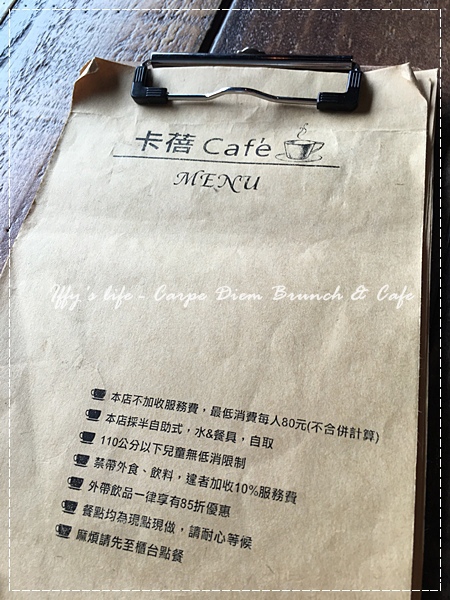 卡蓓 Café
MENU
Iffy's life - Carpe Diem Brunch & Cafe
本店不加收服務費，最低消費每人80元(不合併計算)
本店採半自助式，水&餐具，自取
110公分以下兒童無低消限制
禁帶外食、飲料，違者加收10%服務費
外帶飲品一律享有85折優惠
餐點均為現點現做，請耐心等候
麻煩請先至櫃台點餐